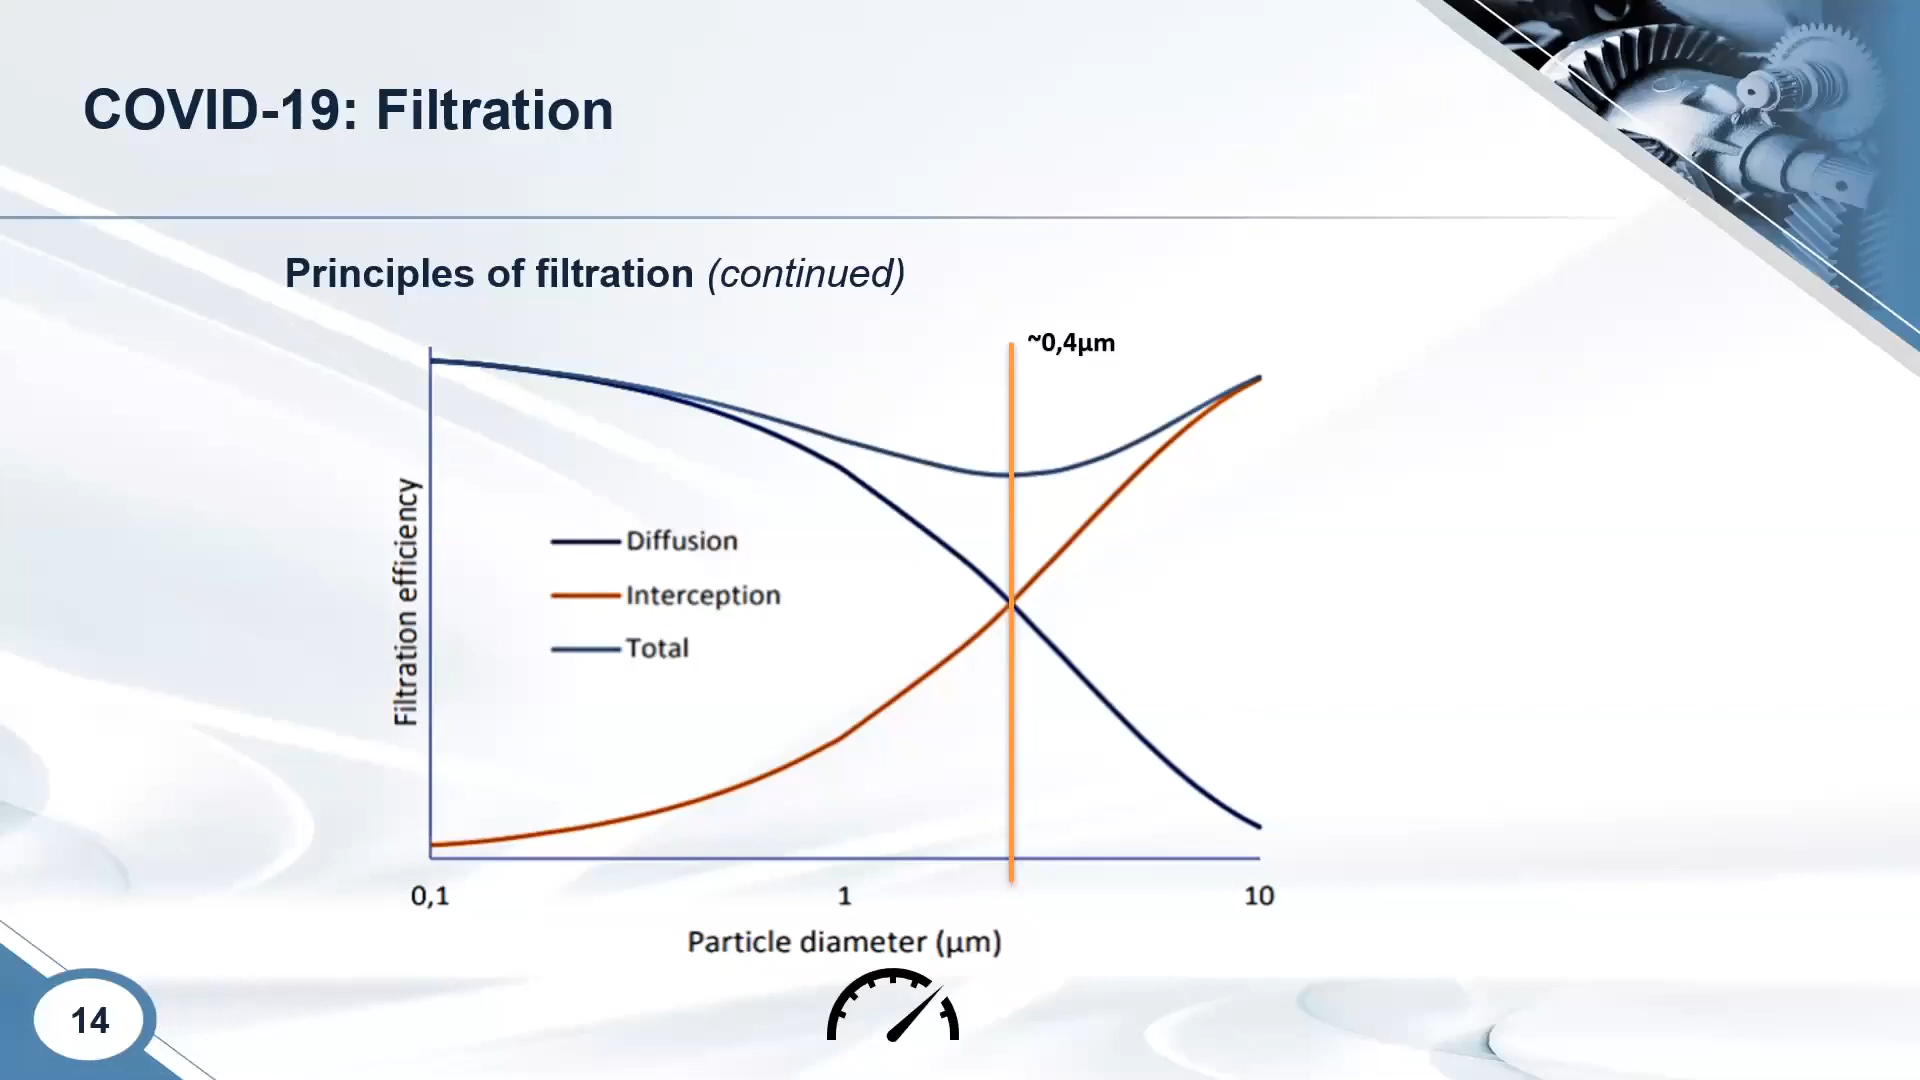 COVID-19: Filtration
Principles of filtration (continued)
~0,4µm
Filtration efficiency
Diffusion
Interception
Total
0,1 1 10
Particle diameter (µm)
14